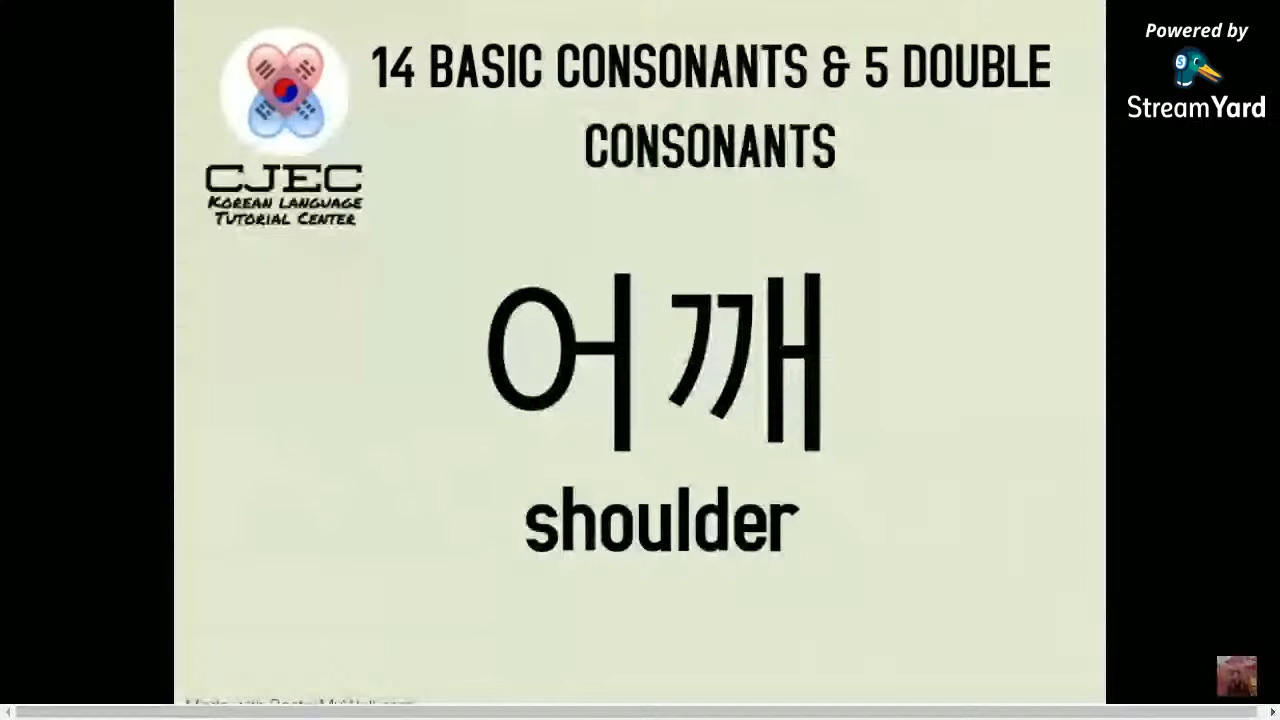 14 BASIC CONSONANTS & 5 DOUBLE
CONSONANTS
CJEC
KOREAN LANGUAGE
TUTORIAL CENTER
어깨
shoulder
Powered by
StreamYard